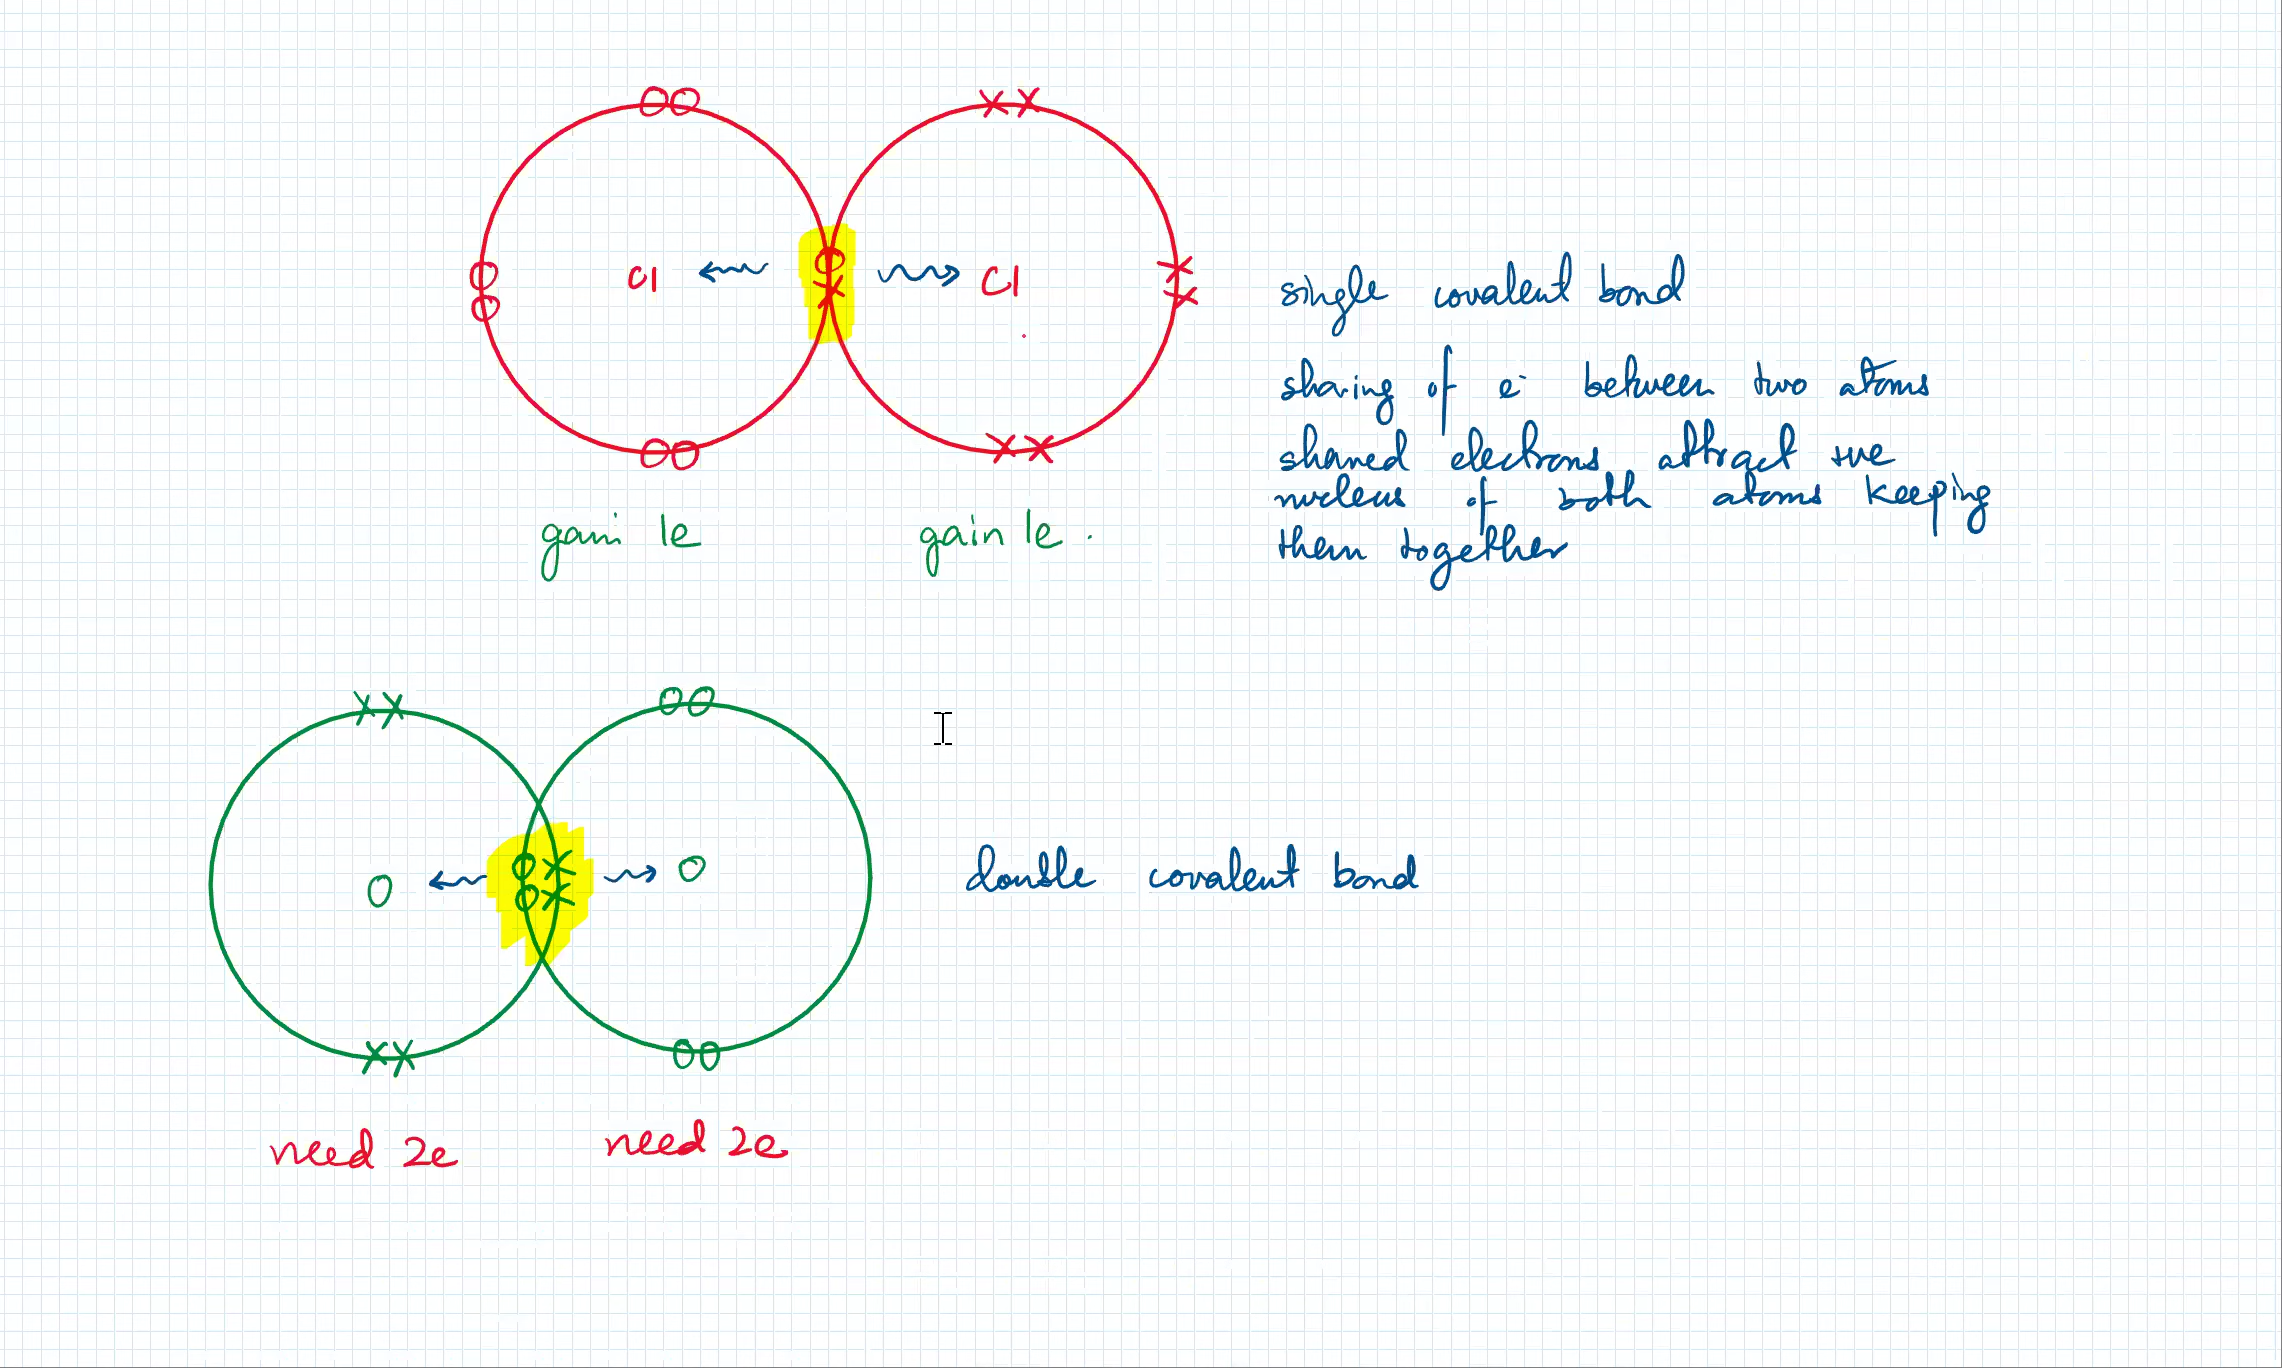 Cl Cl
single covalent bond
sharing of e⁻ between two atoms
shared electrons attract the
nucleus of both atoms keeping
them together
gain 1e gain 1e.
O O
double covalent bond
need 2e need 2e